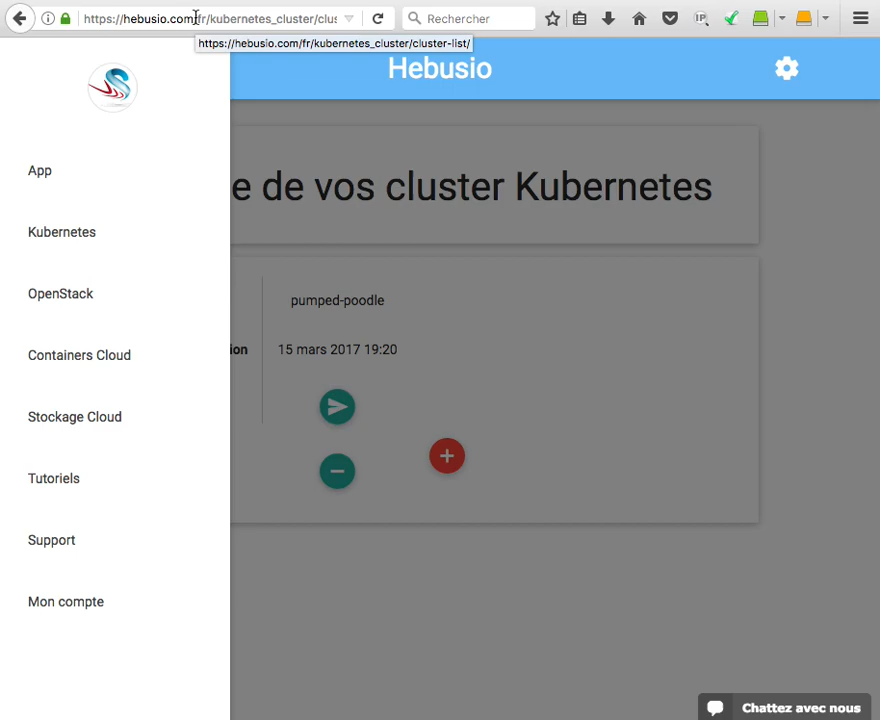 https://hebusio.com/fr/kubernetes_cluster/clus
Rechercher
IP
https://hebusio.com/fr/kubernetes_cluster/cluster-list/
Hebusio
App
Kubernetes
OpenStack
Containers Cloud
Stockage Cloud
Tutoriels
Support
Mon compte
e de vos cluster Kubernetes
pumped-poodle
ion
15 mars 2017 19:20
Chattez avec nous